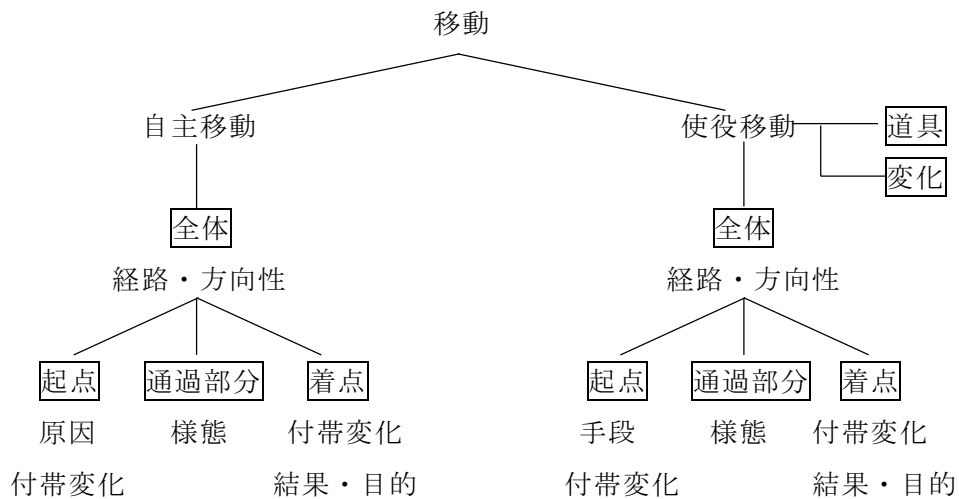 移動
自主移動 使役移動 道具
変化
全体 全体
経路・方向性 経路・方向性
起点 通過部分 着点 起点 通過部分 着点
原因 様態 付帯変化 手段 様態 付帯変化
付帯変化 結果・目的 付帯変化 結果・目的